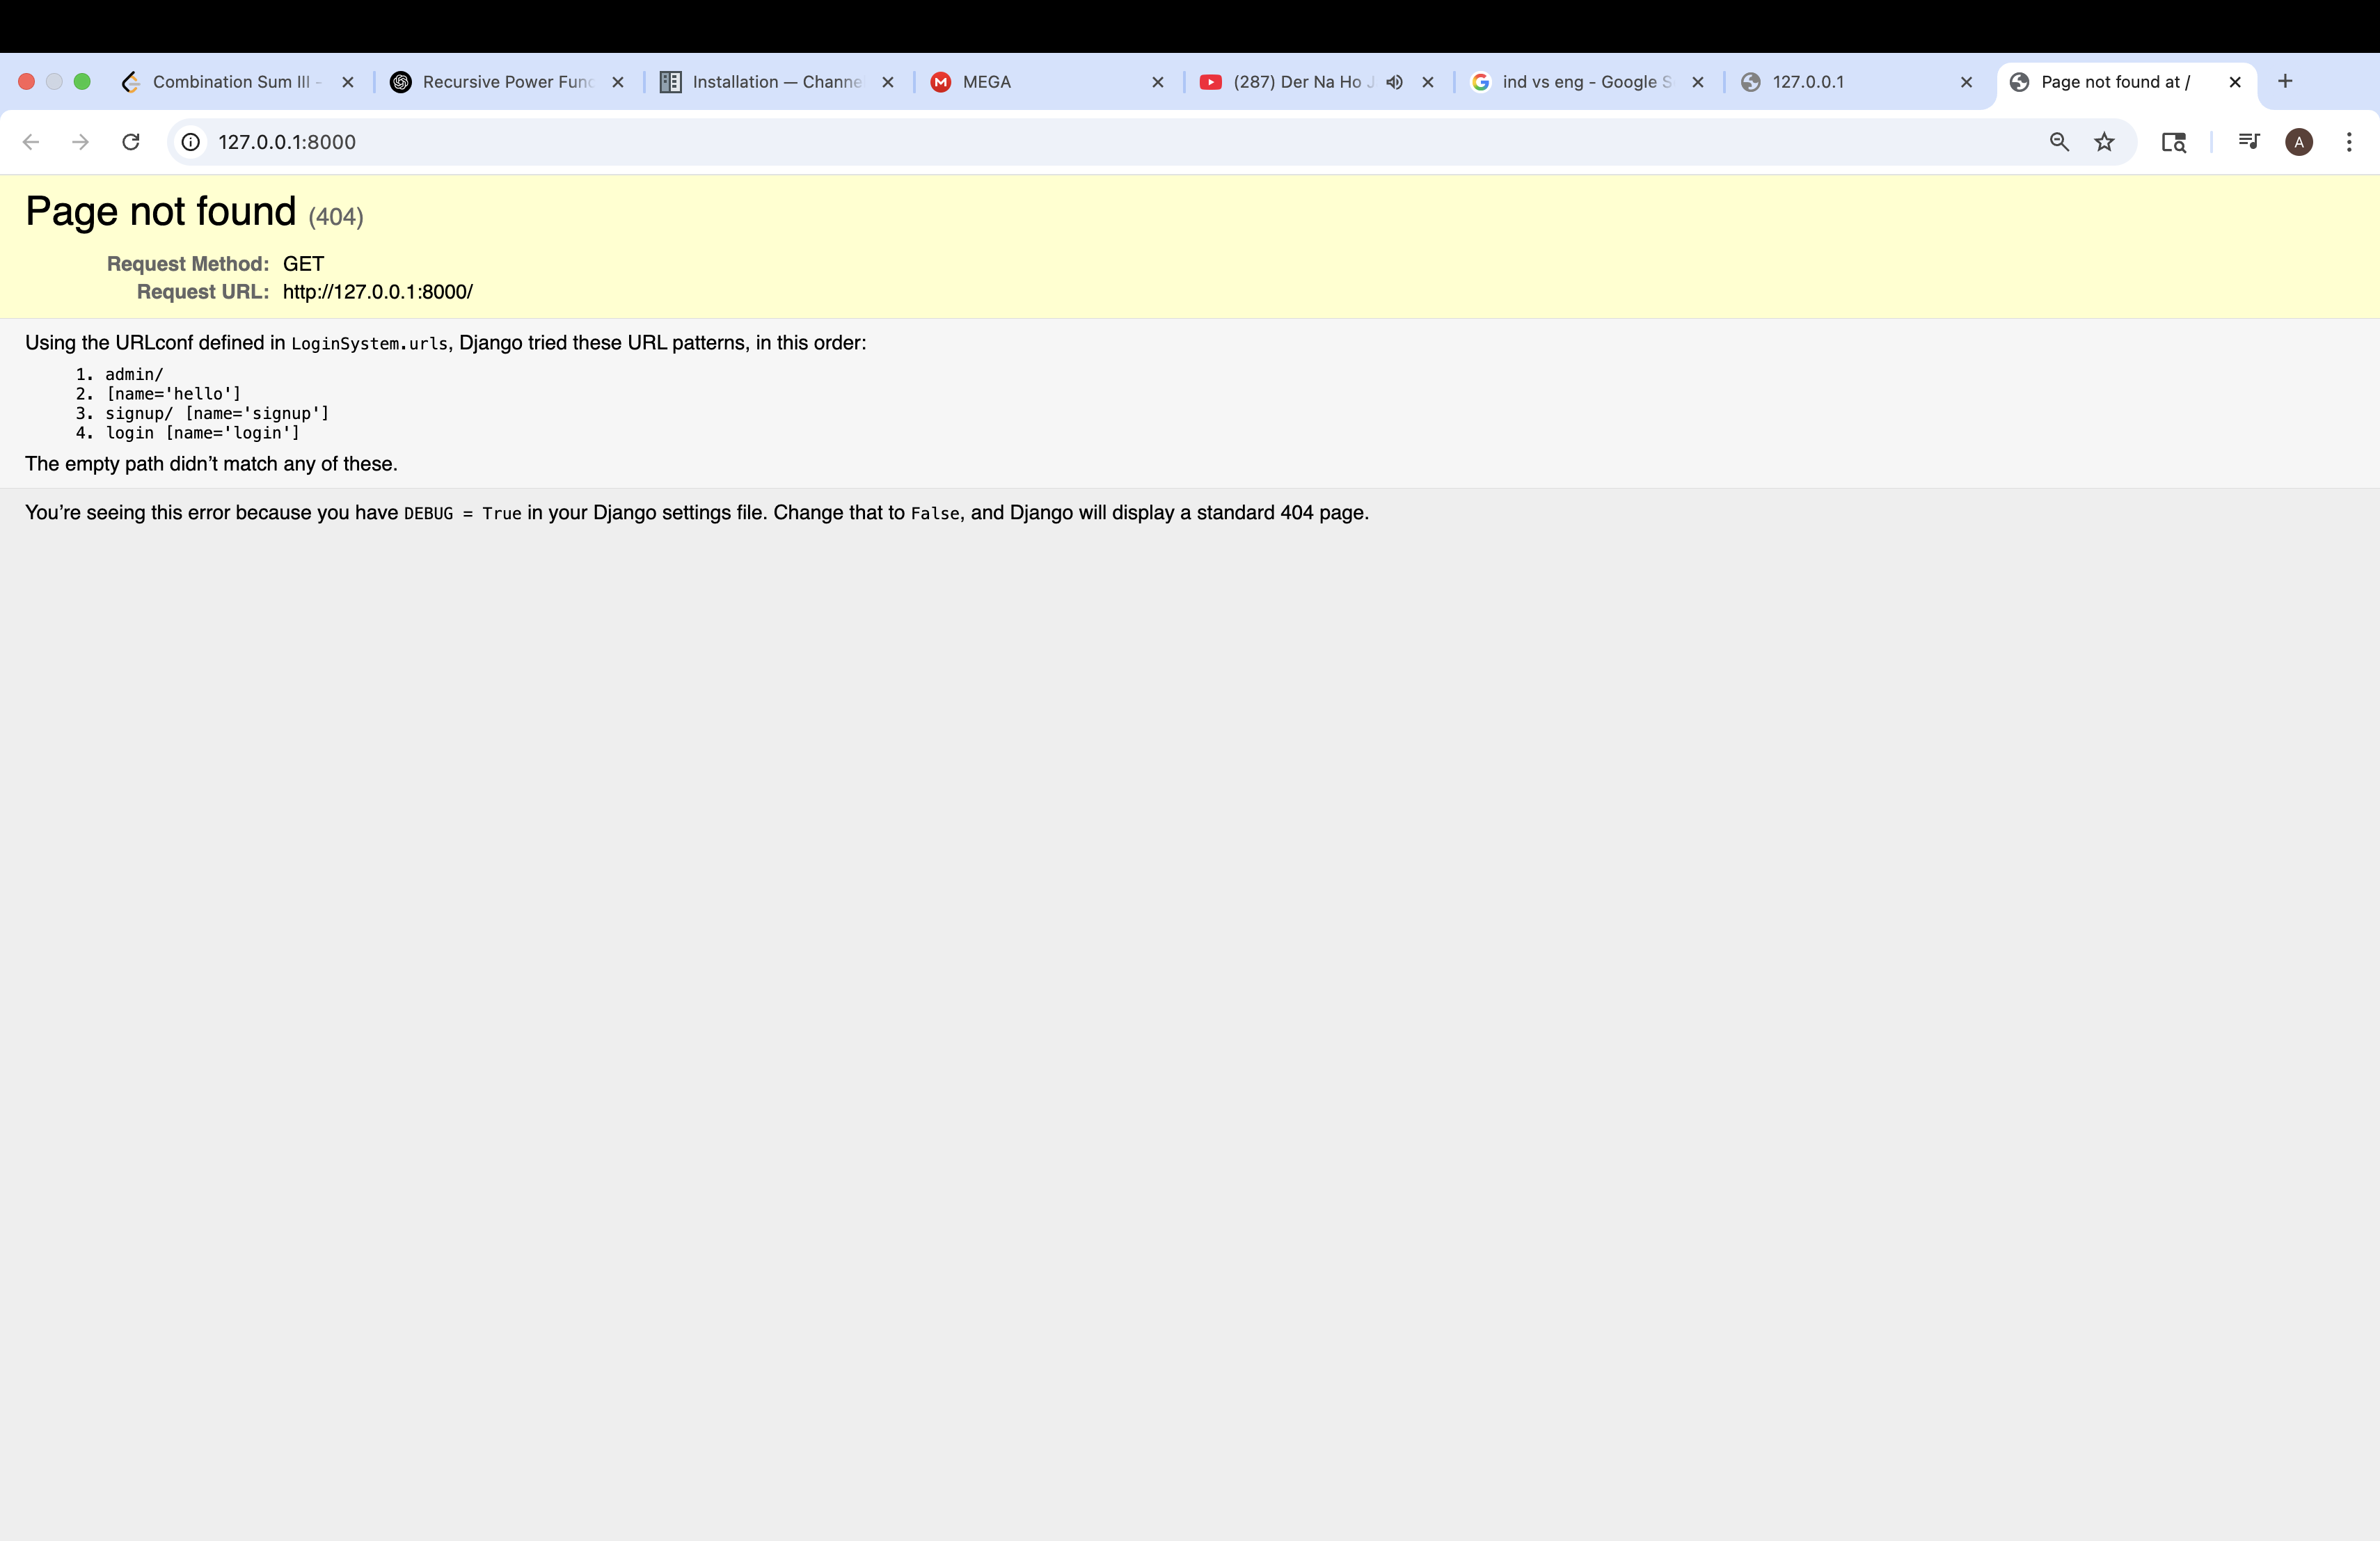 Combination Sum III -
Recursive Power Func
Installation — Channe
MEGA
(287) Der Na Ho J
ind vs eng - Google S
127.0.0.1
Page not found at /
127.0.0.1:8000
A
Page not found (404)
Request Method: GET
Request URL: http://127.0.0.1:8000/
Using the URLconf defined in LoginSystem.urls, Django tried these URL patterns, in this order:
1. admin/
2. [name='hello']
3. signup/ [name='signup']
4. login [name='login']
The empty path didn’t match any of these.
You’re seeing this error because you have DEBUG = True in your Django settings file. Change that to False, and Django will display a standard 404 page.